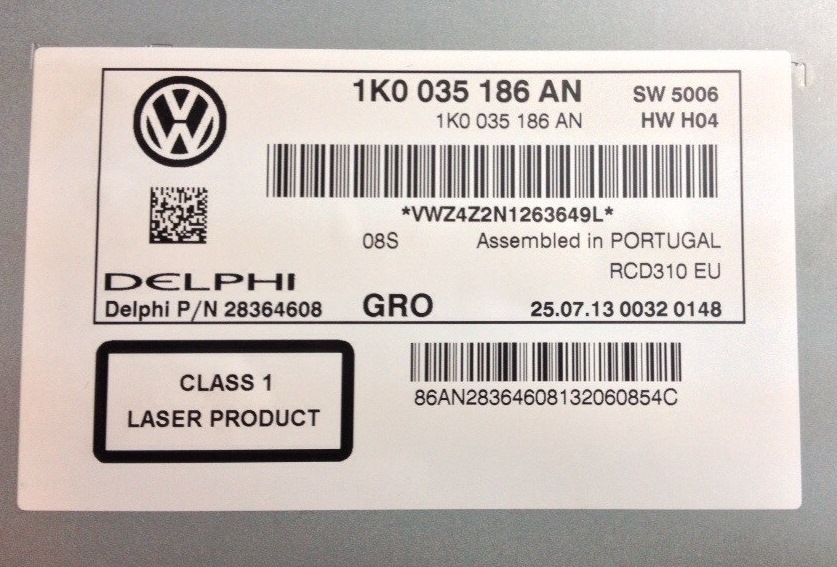 1K0 035 186 AN SW 5006
1K0 035 186 AN HW H04
*VWZ4Z2N1263649L*
08S Assembled in PORTUGAL
RCD310 EU
DELPHI
Delphi P/N 28364608 GRO 25.07.13 0032 0148
CLASS 1
LASER PRODUCT
86AN28364608132060854C